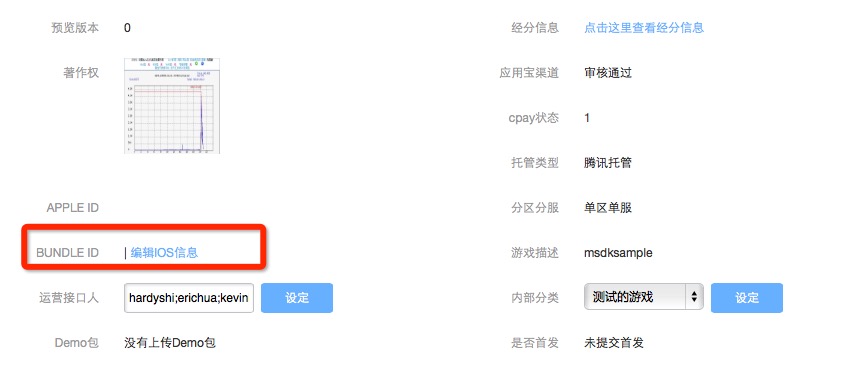 预览版本 0
经分信息 点击这里查看经分信息
著作权
应用宝渠道 审核通过
cpay状态 1
托管类型 腾讯托管
APPLE ID
分区分服 单区单服
BUNDLE ID | 编辑IOS信息
游戏描述 msdksample
运营接口人 hardyshi;erichua;kevin 设定
内部分类 测试的游戏 设定
Demo包 没有上传Demo包
是否首发 未提交首发